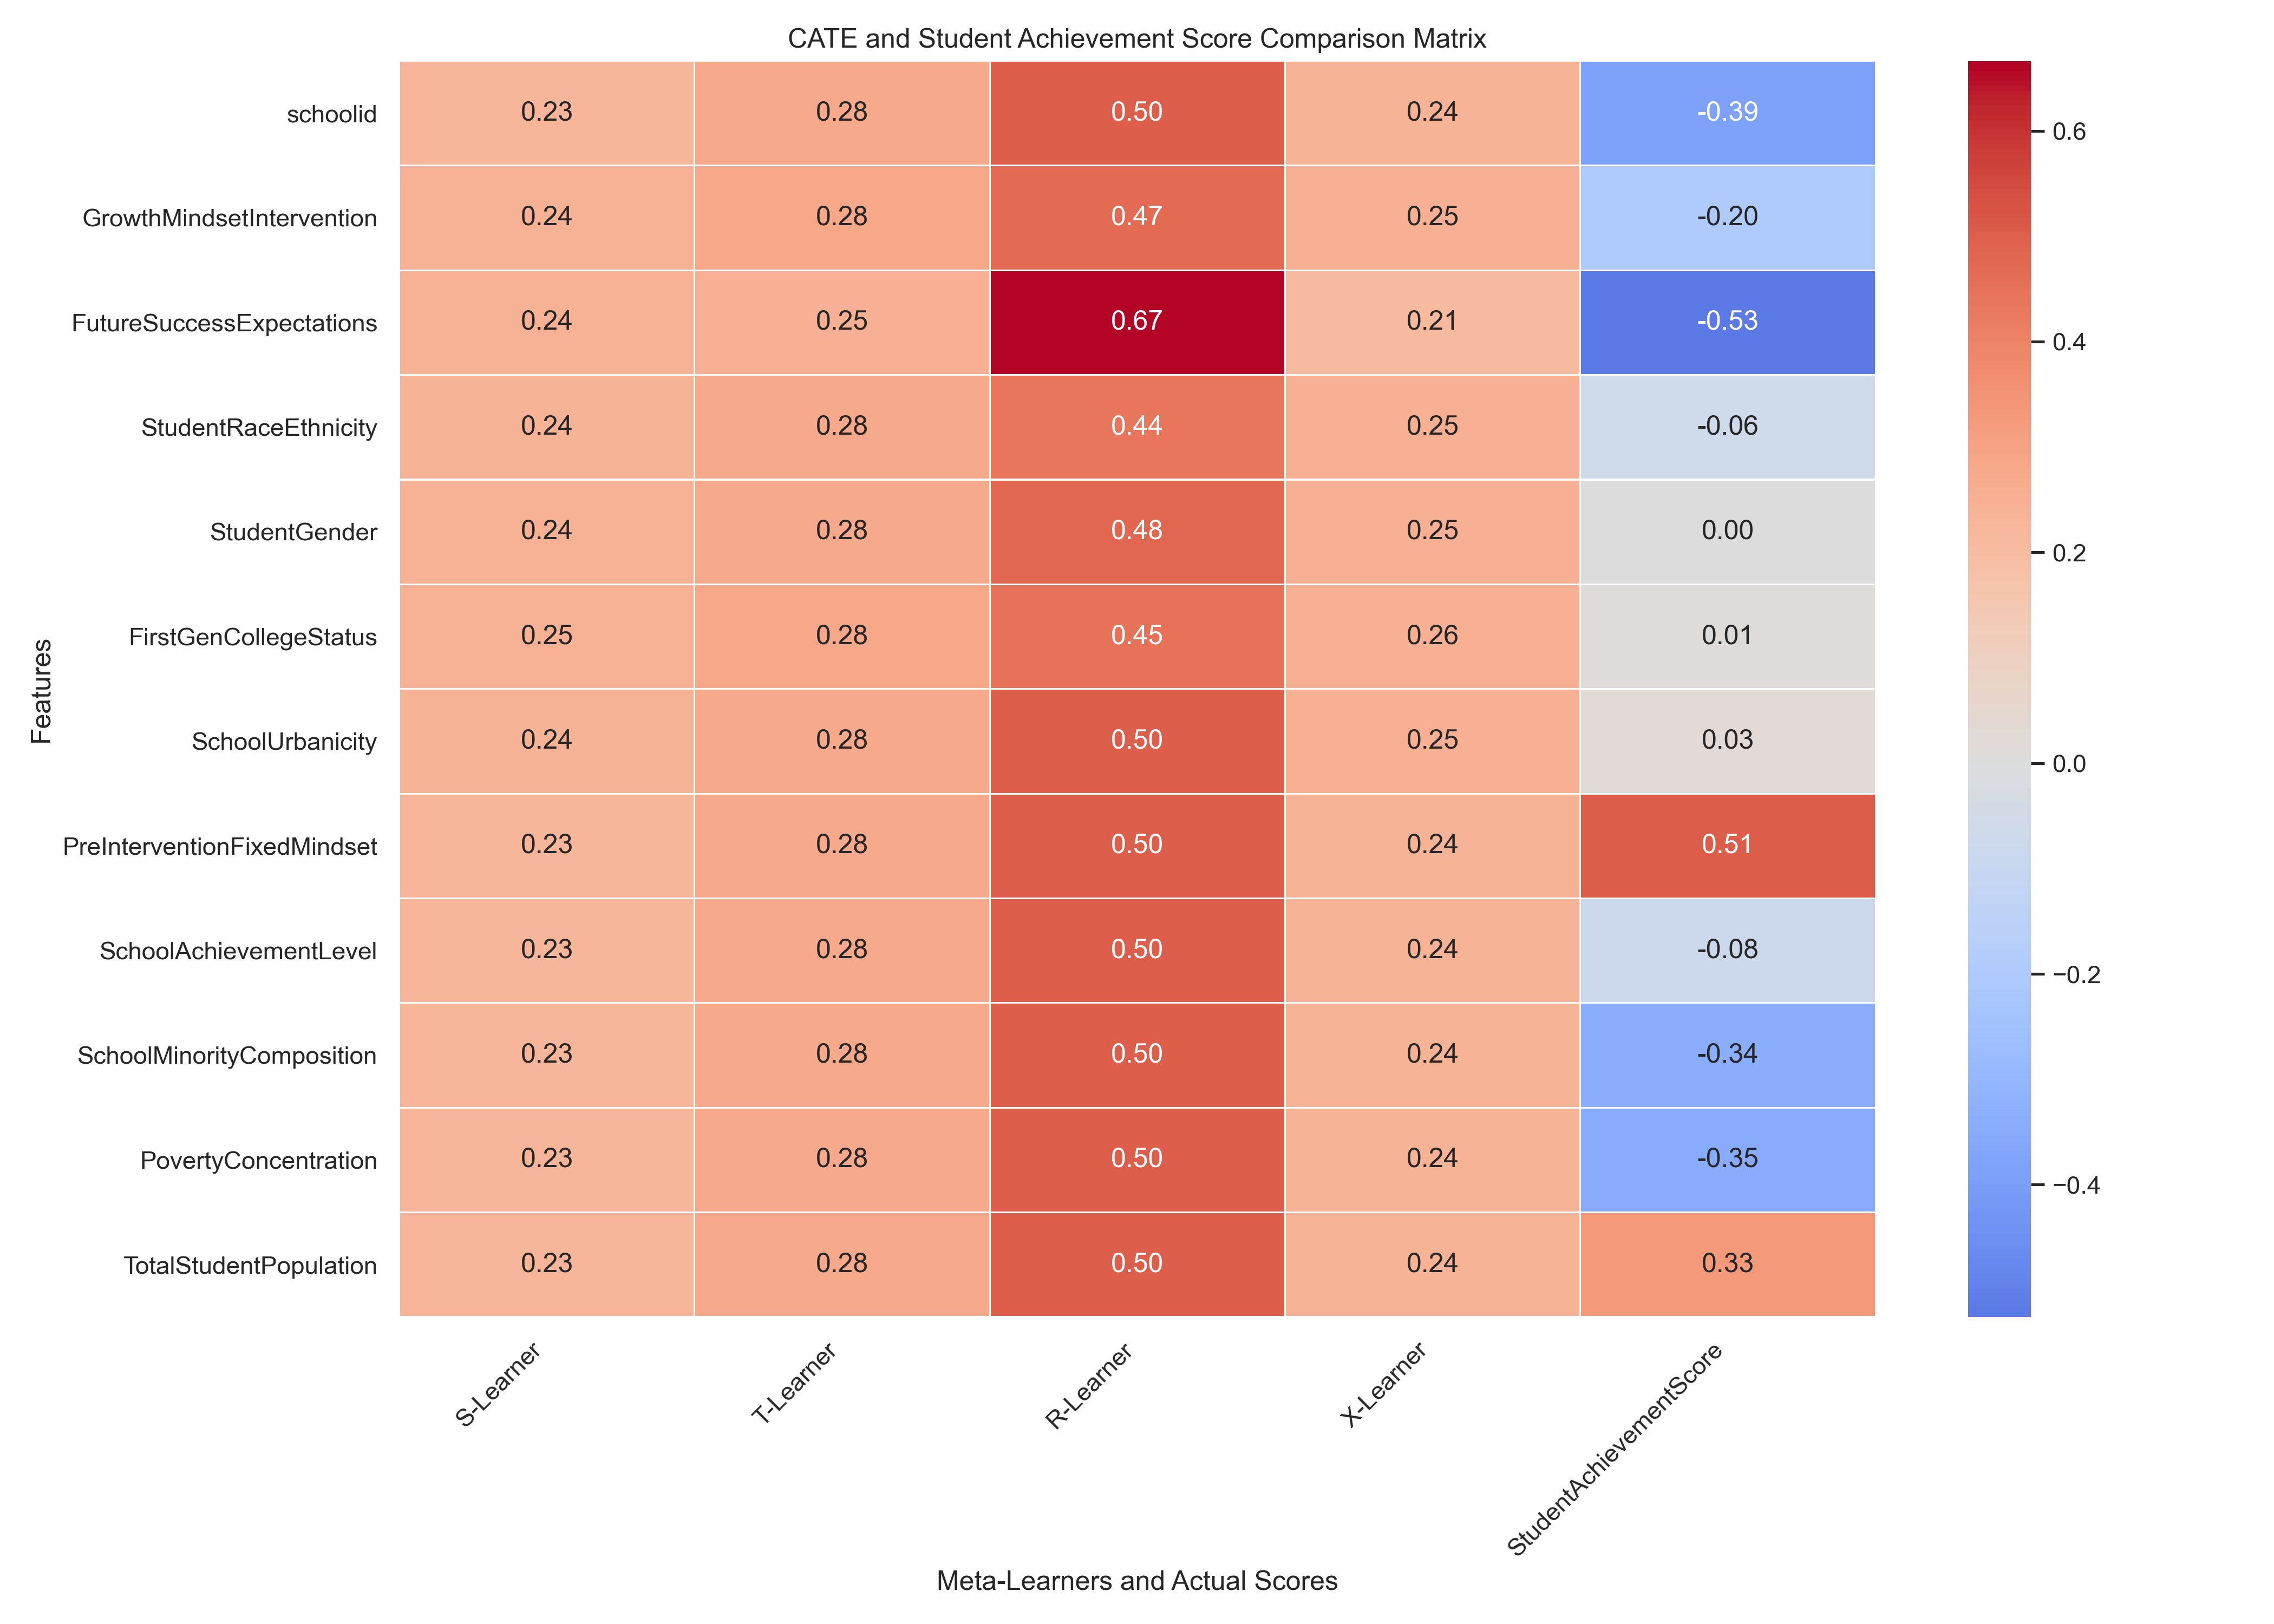 CATE and Student Achievement Score Comparison Matrix
schoolid 0.23 0.28 0.50 0.24 -0.39
GrowthMindsetIntervention 0.24 0.28 0.47 0.25 -0.20
FutureSuccessExpectations 0.24 0.25 0.67 0.21 -0.53
StudentRaceEthnicity 0.24 0.28 0.44 0.25 -0.06
StudentGender 0.24 0.28 0.48 0.25 0.00
FirstGenCollegeStatus 0.25 0.28 0.45 0.26 0.01
SchoolUrbanicity 0.24 0.28 0.50 0.25 0.03
PreInterventionFixedMindset 0.23 0.28 0.50 0.24 0.51
SchoolAchievementLevel 0.23 0.28 0.50 0.24 -0.08
SchoolMinorityComposition 0.23 0.28 0.50 0.24 -0.34
PovertyConcentration 0.23 0.28 0.50 0.24 -0.35
TotalStudentPopulation 0.23 0.28 0.50 0.24 0.33
Features
S-Learner T-Learner R-Learner X-Learner StudentAchievementScore
Meta-Learners and Actual Scores
0.6
0.4
0.2
0.0
−0.2
−0.4